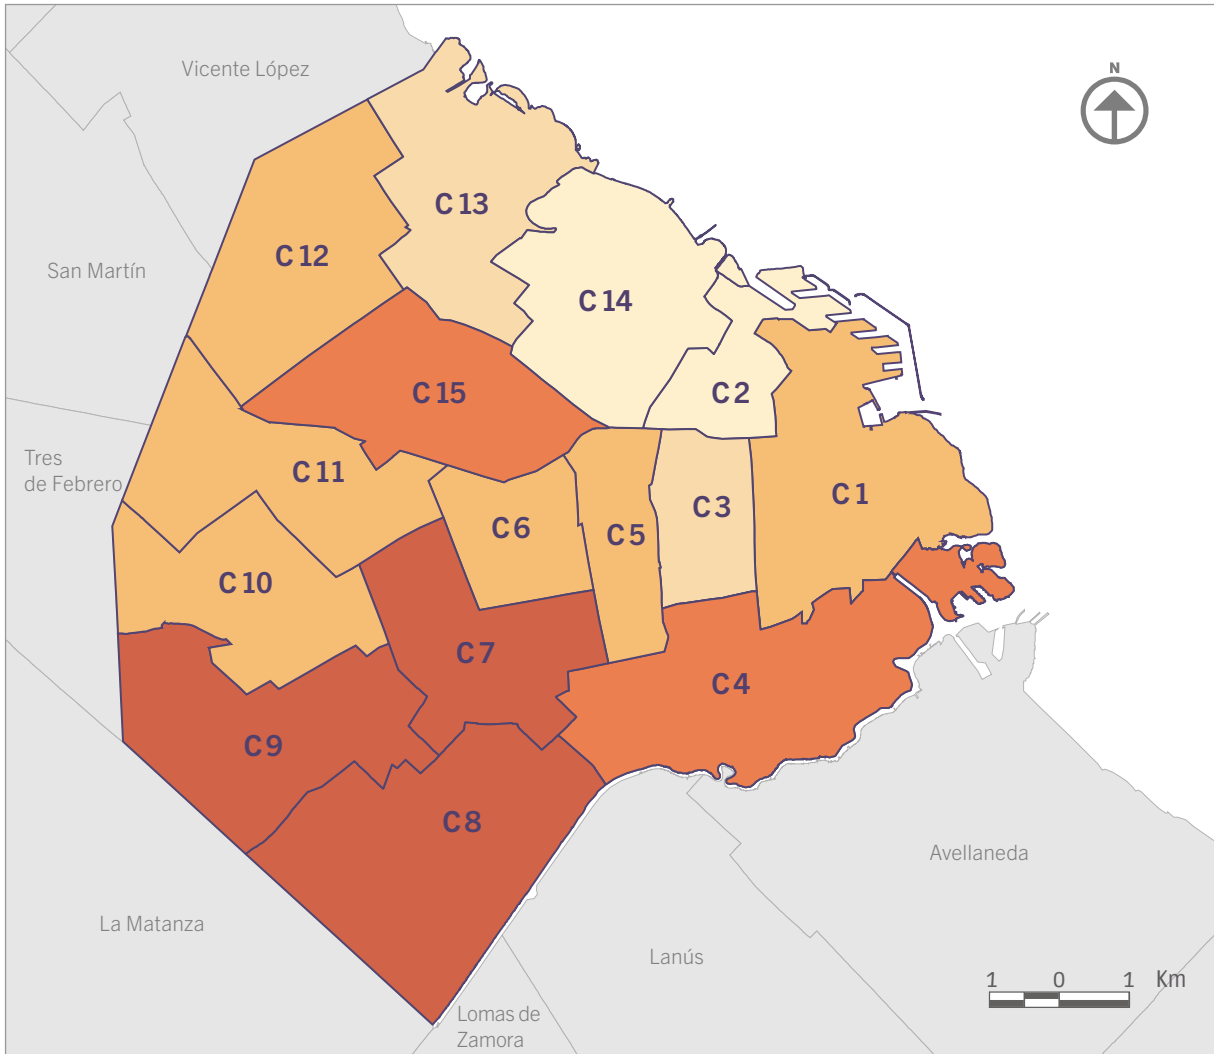 Vicente López
N
C 13
C 12
San Martín
C 14
C 15
C 2
Tres
de Febrero
C 11
C 1
C 3
C 6
C 5
C 10
C 7
C 4
C 9
C 8
Avellaneda
La Matanza
Lanús
1 0 1 Km
Lomas de
Zamora